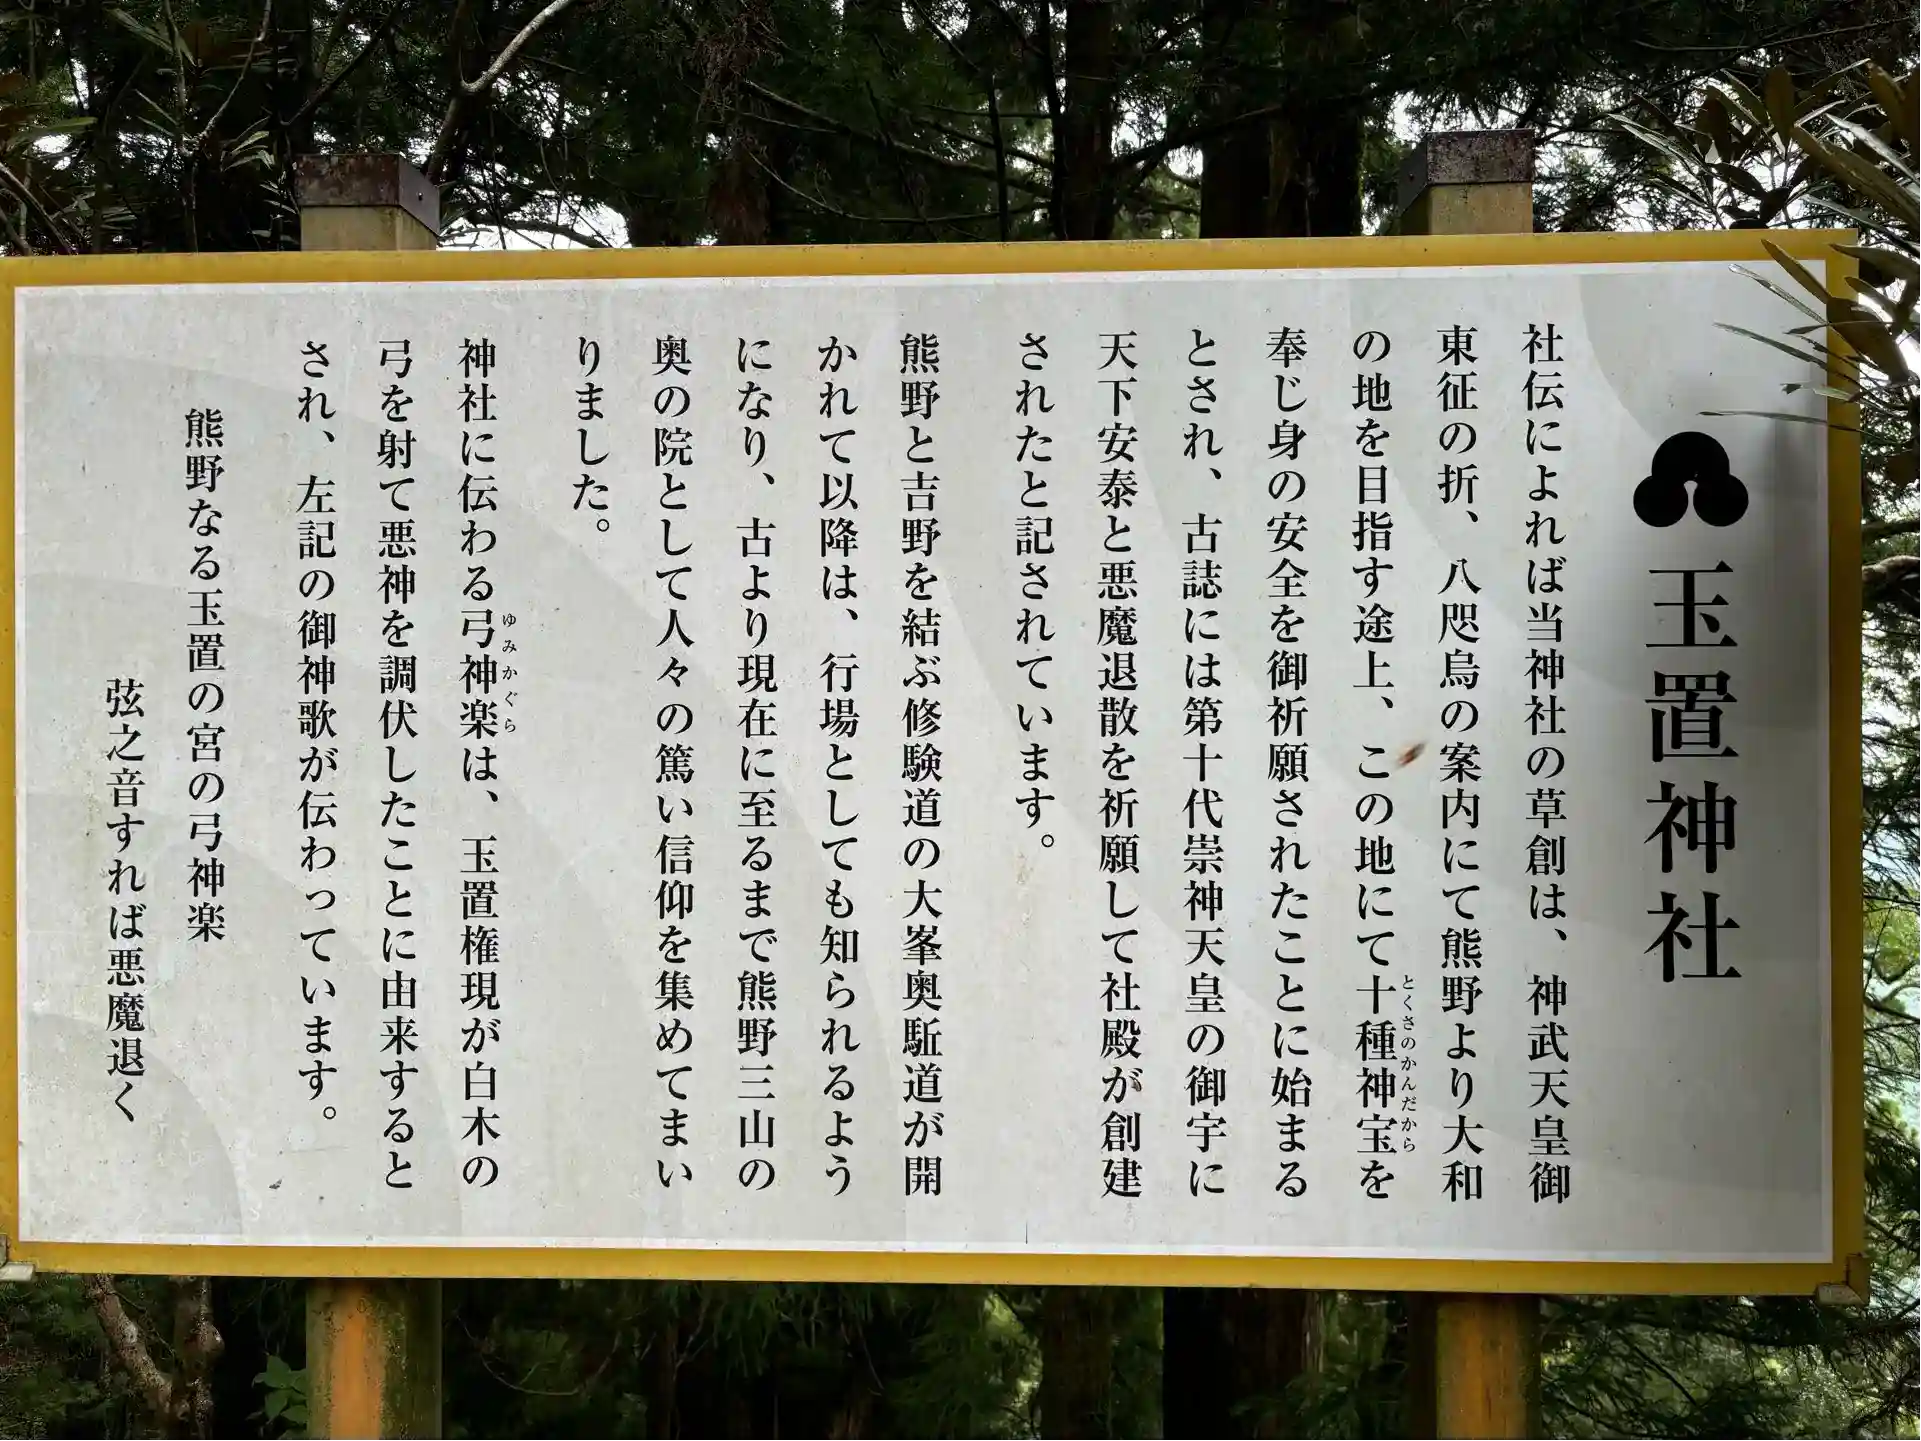 玉置神社
社伝によれば当神社の草創は、神武天皇御
東征の折、八咫烏の案内にて熊野より大和
の地を目指す途上、この地にて十種神宝を
とくさのかんだから
奉じ身の安全を御祈願されたことに始まる
とされ、古誌には第十代崇神天皇の御宇に
天下安泰と悪魔退散を祈願して社殿が創建
されたと記されています。
熊野と吉野を結ぶ修験道の大峯奥駈道が開
かれて以降は、行場としても知られるよう
になり、古より現在に至るまで熊野三山の
奥の院として人々の篤い信仰を集めてまい
りました。
神社に伝わる弓神楽は、玉置権現が白木の
ゆみかぐら
弓を射て悪神を調伏したことに由来すると
され、左記の御神歌が伝わっています。
熊野なる玉置の宮の弓神楽
弦之音すれば悪魔退く